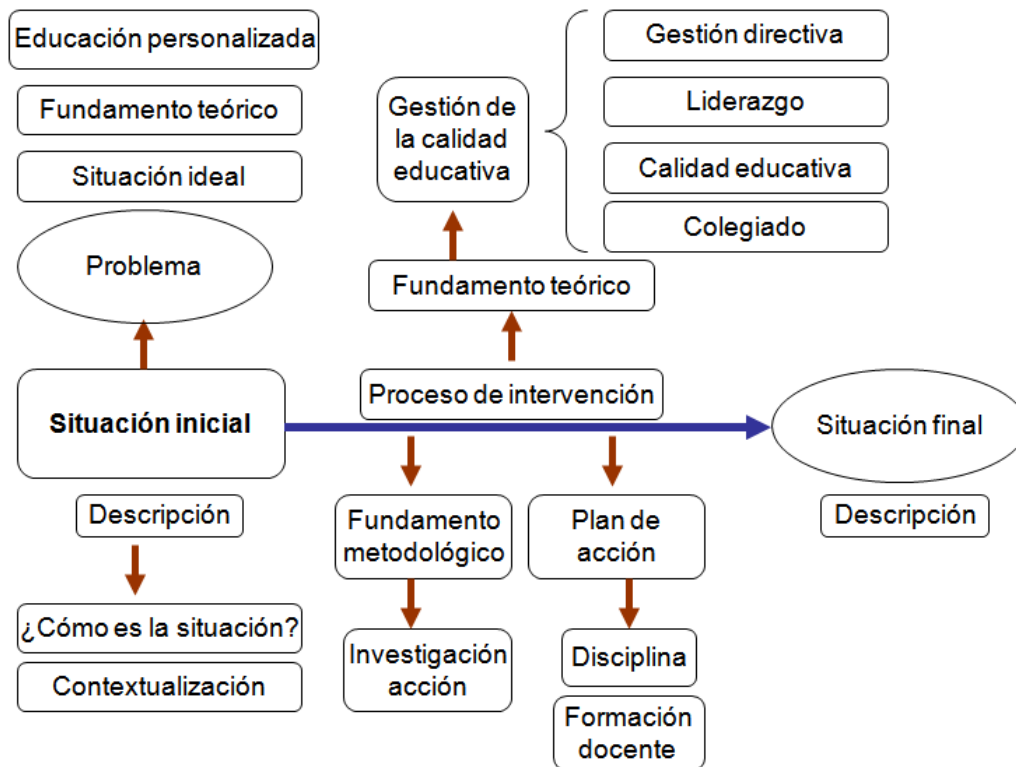 Educación personalizada
Fundamento teórico
Situación ideal
Problema
Situación inicial
Descripción
¿Cómo es la situación?
Contextualización
Gestión de
la calidad
educativa
Gestión directiva
Liderazgo
Calidad educativa
Colegiado
Fundamento teórico
Proceso de intervención
Fundamento
metodológico
Investigación
acción
Plan de
acción
Disciplina
Formación
docente
Situación final
Descripción